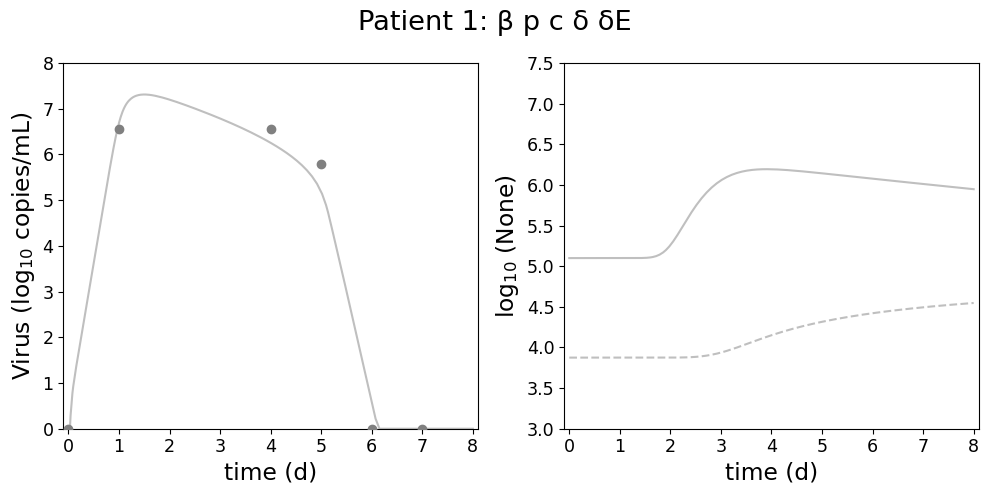 Patient 1: β p c δ δE
Virus (log₁₀ copies/mL)
8
7
6
5
4
3
2
1
0
0 1 2 3 4 5 6 7 8
time (d)
log₁₀ (None)
7.5
7.0
6.5
6.0
5.5
5.0
4.5
4.0
3.5
3.0
0 1 2 3 4 5 6 7 8
time (d)